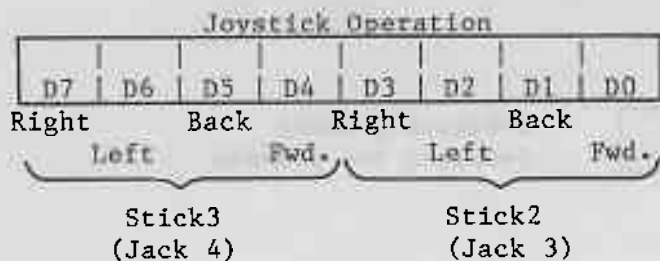 Joystick Operation
D7 D6 D5 D4 D3 D2 D1 D0
Right Back Right Back
Left Fwd. Left Fwd.
Stick3 Stick2
(Jack 4) (Jack 3)